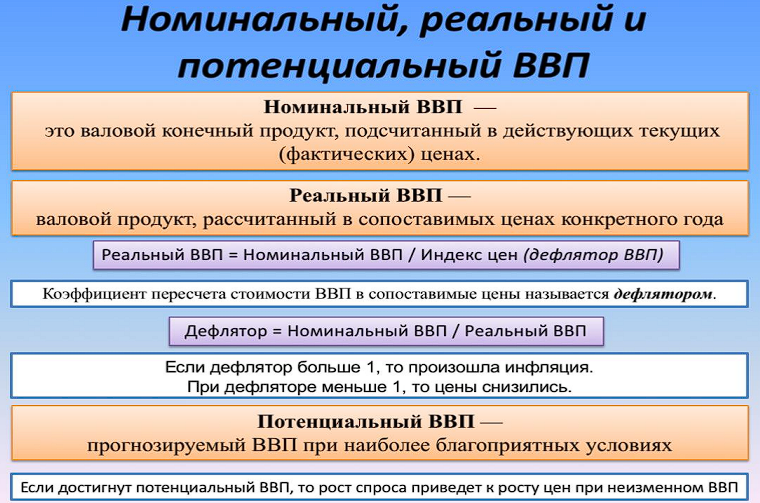 Номинальный, реальный и
потенциальный ВВП
Номинальный ВВП —
это валовой конечный продукт, подсчитанный в действующих текущих
(фактических) ценах.
Реальный ВВП —
валовой продукт, рассчитанный в сопоставимых ценах конкретного года
Реальный ВВП = Номинальный ВВП / Индекс цен (дефлятор ВВП)
Коэффициент пересчета стоимости ВВП в сопоставимые цены называется дефлятором.
Дефлятор = Номинальный ВВП / Реальный ВВП
Если дефлятор больше 1, то произошла инфляция.
При дефляторе меньше 1, то цены снизились.
Потенциальный ВВП —
прогнозируемый ВВП при наиболее благоприятных условиях
Если достигнут потенциальный ВВП, то рост спроса приведет к росту цен при неизменном ВВП